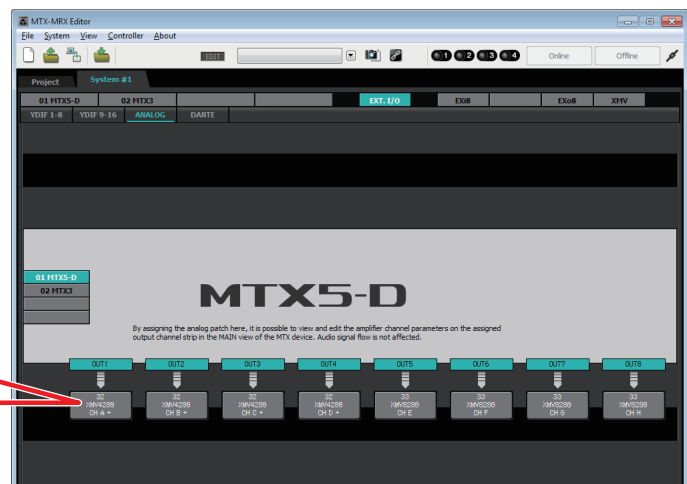 MTX-MRX Editor
File System View Controller About
EDIT 1 2 3 4 Online Offline
Project System #1
01 MTX5-D 02 MTX3 EXT. I/O EXi8 EXo8 XMV
YDIF 1-8 YDIF 9-16 ANALOG DANTE
01 MTX5-D
02 MTX3
MTX5-D
By assigning the analog patch here, it is possible to view and edit the amplifier channel parameters on the assigned
output channel strip in the MAIN view of the MTX device. Audio signal flow is not affected.
OUT1 OUT2 OUT3 OUT4 OUT5 OUT6 OUT7 OUT8
32 32 32 32 33 33 33 33
XMV4280 XMV4280 XMV4280 XMV4280 XMV8280 XMV8280 XMV8280 XMV8280
CH A + CH B + CH C + CH D + CH E CH F CH G CH H